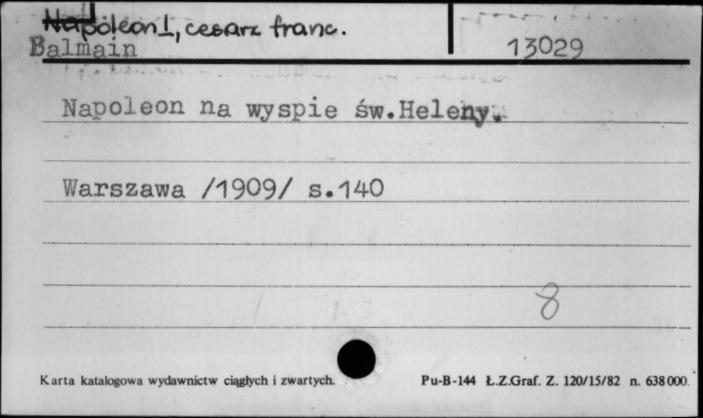 Napoleon I, cesarz franc.
Balmain 13029
Napoleon na wyspie św.Heleny.
Warszawa /1909/ s.140
8
Karta katalogowa wydawnictw ciągłych i zwartych. Pu-B-144 Ł.Z.Graf. Z. 120/15/82 n. 638000.